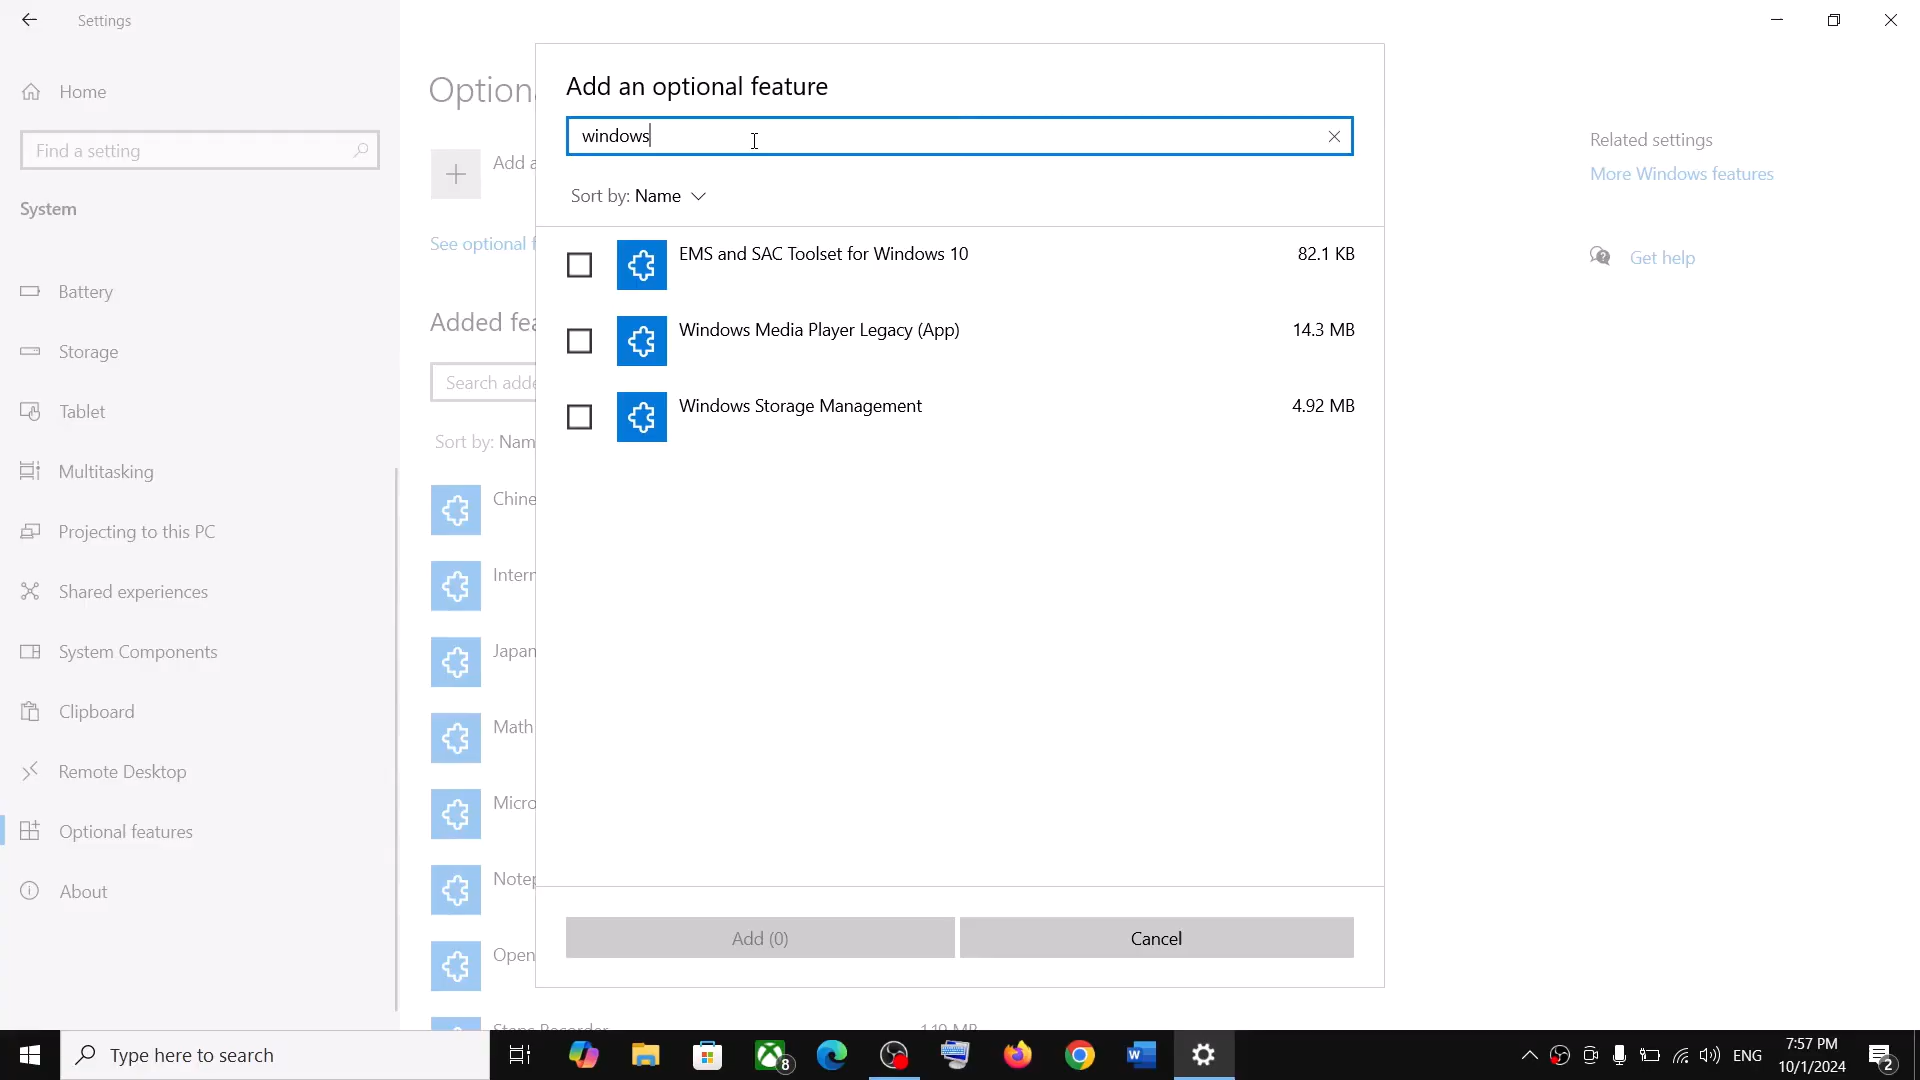 Settings
Home
Find a setting
System
Battery
Storage
Tablet
Multitasking
Projecting to this PC
Shared experiences
System Components
Clipboard
Remote Desktop
Optional features
About
Option
Add a
See optional f
Added fea
Search adde
Sort by: Nam
Chine
Intern
Japan
Math
Micro
Notep
Open
Steps Recorder 1.19 MB
Add an optional feature
windows
Sort by: Name
EMS and SAC Toolset for Windows 10 82.1 KB
Windows Media Player Legacy (App) 14.3 MB
Windows Storage Management 4.92 MB
Add (0) Cancel
Related settings
More Windows features
Get help
Type here to search
8
ENG
7:57 PM
10/1/2024
2